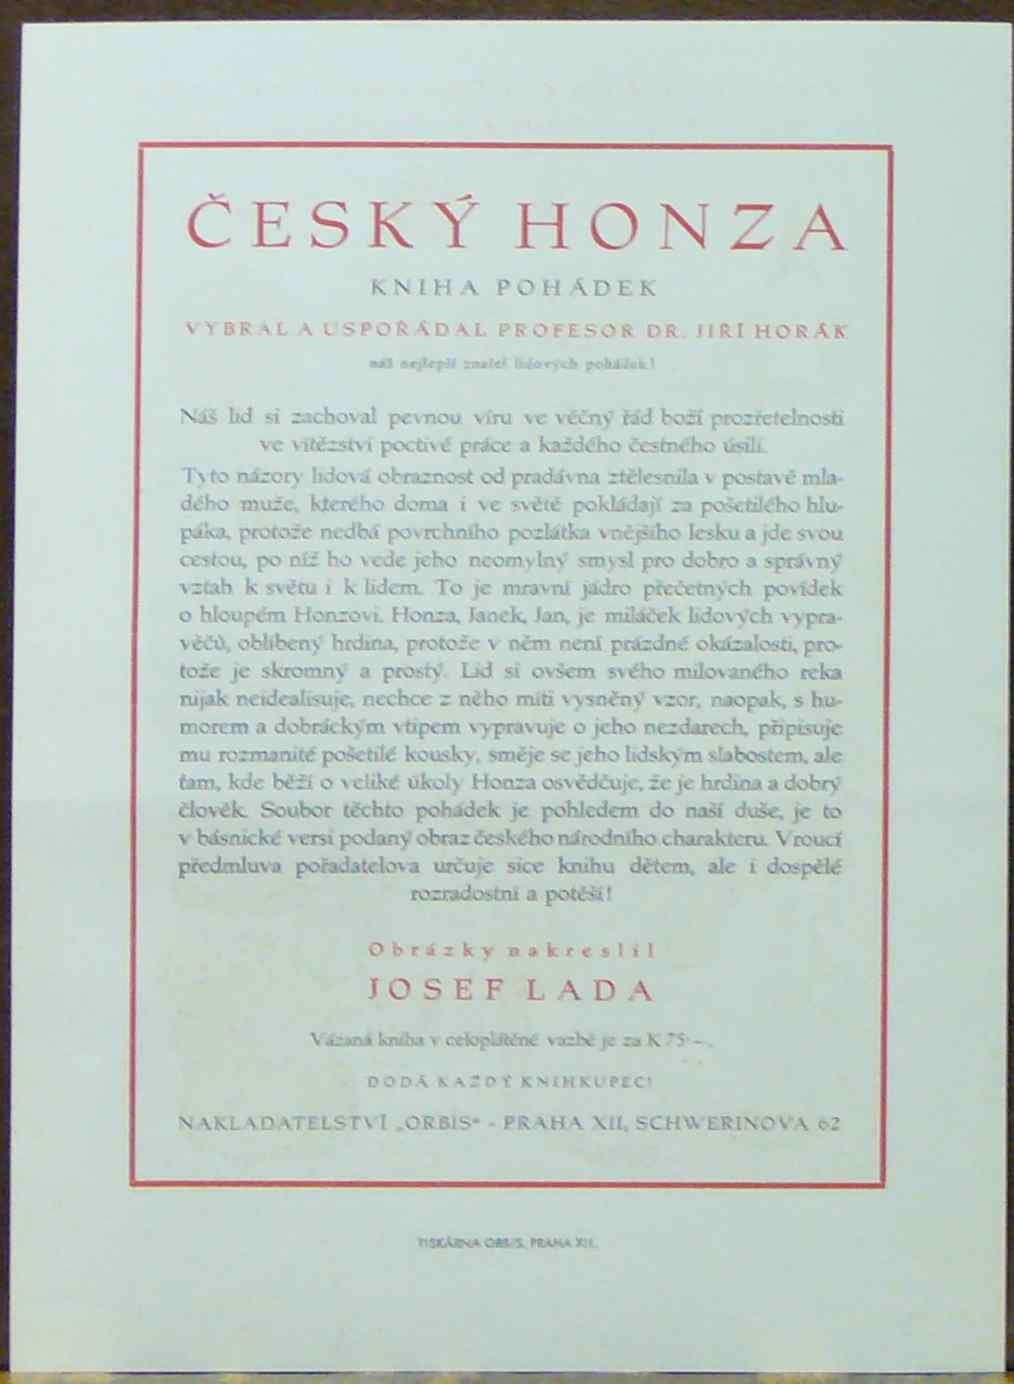 ČESKÝ HONZA
KNIHA POHÁDEK
VYBRAL A USPOŘÁDAL PROFESOR DR. JIŘÍ HORÁK
náš nejlepší znatel lidových pohádek!
Náš lid si zachoval pevnou víru ve věčný řád boží prozřetelnosti
ve vítězství poctivé práce a každého čestného úsilí.
Tyto názory lidová obraznost od pradávna ztělesnila v postavě mla-
dého muže, kterého doma i ve světě pokládají za pošetilého hlu-
páka, protože nedbá povrchního pozlátka vnějšího lesku a jde svou
cestou, po níž ho vede jeho neomylný smysl pro dobro a správný
vztah k světu i k lidem. To je mravní jádro přečetných povídek
o hloupém Honzovi. Honza, Janek, Jan, je miláček lidových vypra-
věčů, oblíbený hrdina, protože v něm není prázdné okázalosti, pro-
tože je skromný a prostý. Lid si ovšem svého milovaného reka
nijak neidealisuje, nechce z něho míti vysněný vzor, naopak, s hu-
morem a dobráckým vtipem vypravuje o jeho nezdarech, připisuje
mu rozmanité pošetilé kousky, směje se jeho lidským slabostem, ale
tam, kde běží o veliké úkoly Honza osvědčuje, že je hrdina a dobrý
člověk. Soubor těchto pohádek je pohledem do naší duše, je to
v básnické versi podaný obraz českého národního charakteru. Vroucí
předmluva pořadatelova určuje sice knihu dětem, ale i dospělé
rozradostní a potěší!
Obrázky nakreslil
JOSEF LADA
Vázaná kniha v celoplátěné vazbě je za K 75·–.
DODÁ KAŽDÝ KNIHKUPEC!
NAKLADATELSTVÍ „ORBIS“ - PRAHA XII, SCHWERINOVA 62
TISKÁRNA ORBIS, PRAHA XII.